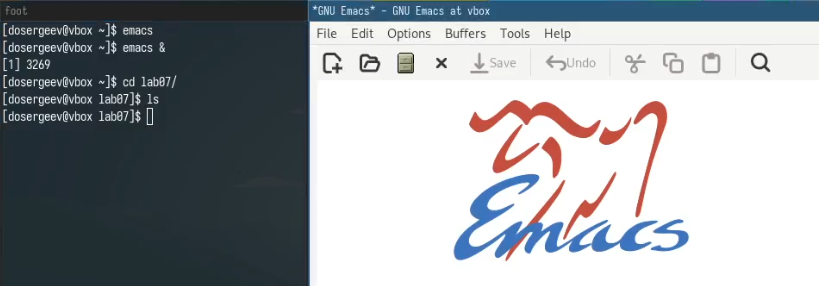 foot
[dosergeev@vbox ~]$ emacs
[dosergeev@vbox ~]$ emacs &
[1] 3269
[dosergeev@vbox ~]$ cd lab07/
[dosergeev@vbox lab07]$ ls
[dosergeev@vbox lab07]$
*GNU Emacs* - GNU Emacs at vbox
File Edit Options Buffers Tools Help
Save Undo
Emacs